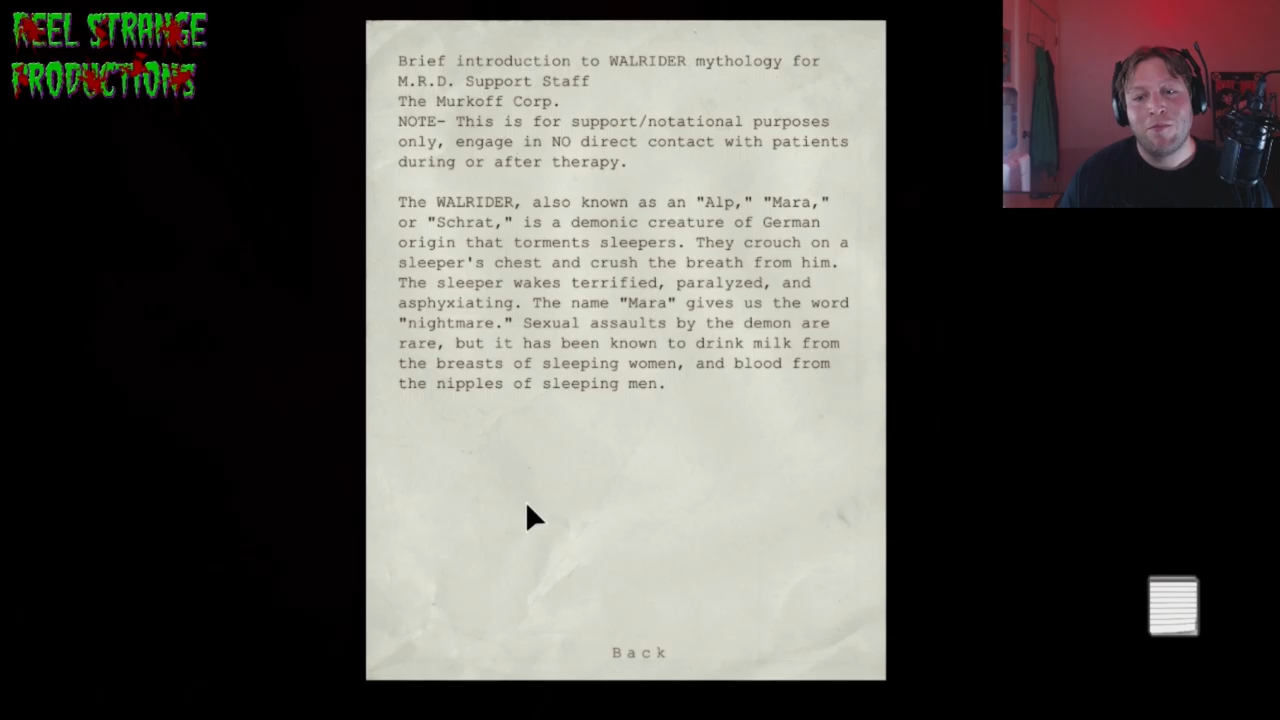 REEL STRANGE
PRODUCTIONS
Brief introduction to WALRIDER mythology for
M.R.D. Support Staff
The Murkoff Corp.
NOTE- This is for support/notational purposes
only, engage in NO direct contact with patients
during or after therapy.
The WALRIDER, also known as an "Alp," "Mara,"
or "Schrat," is a demonic creature of German
origin that torments sleepers. They crouch on a
sleeper's chest and crush the breath from him.
The sleeper wakes terrified, paralyzed, and
asphyxiating. The name "Mara" gives us the word
"nightmare." Sexual assaults by the demon are
rare, but it has been known to drink milk from
the breasts of sleeping women, and blood from
the nipples of sleeping men.
Back